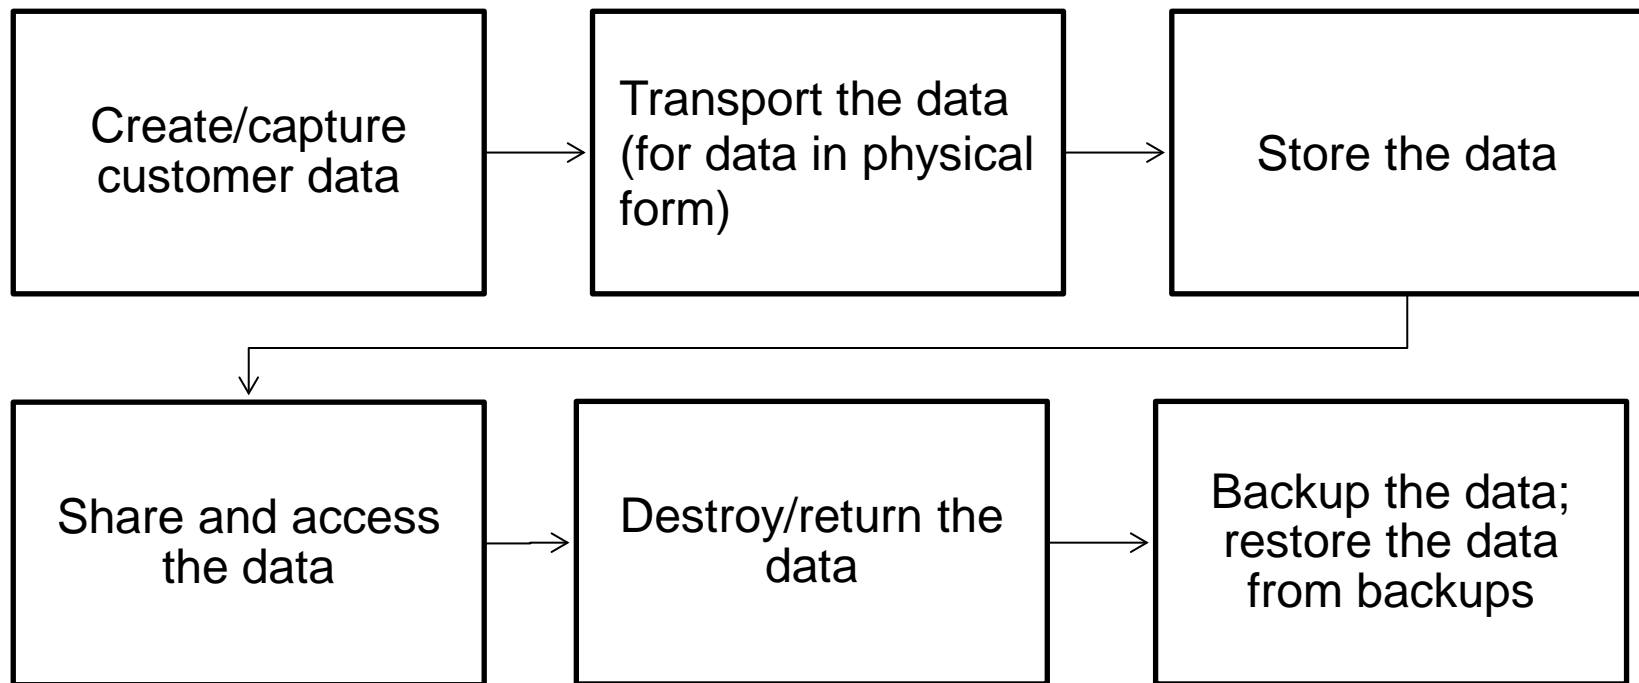 Create/capture
customer data
Transport the data
(for data in physical
form)
Store the data
Share and access
the data
Destroy/return the
data
Backup the data;
restore the data
from backups